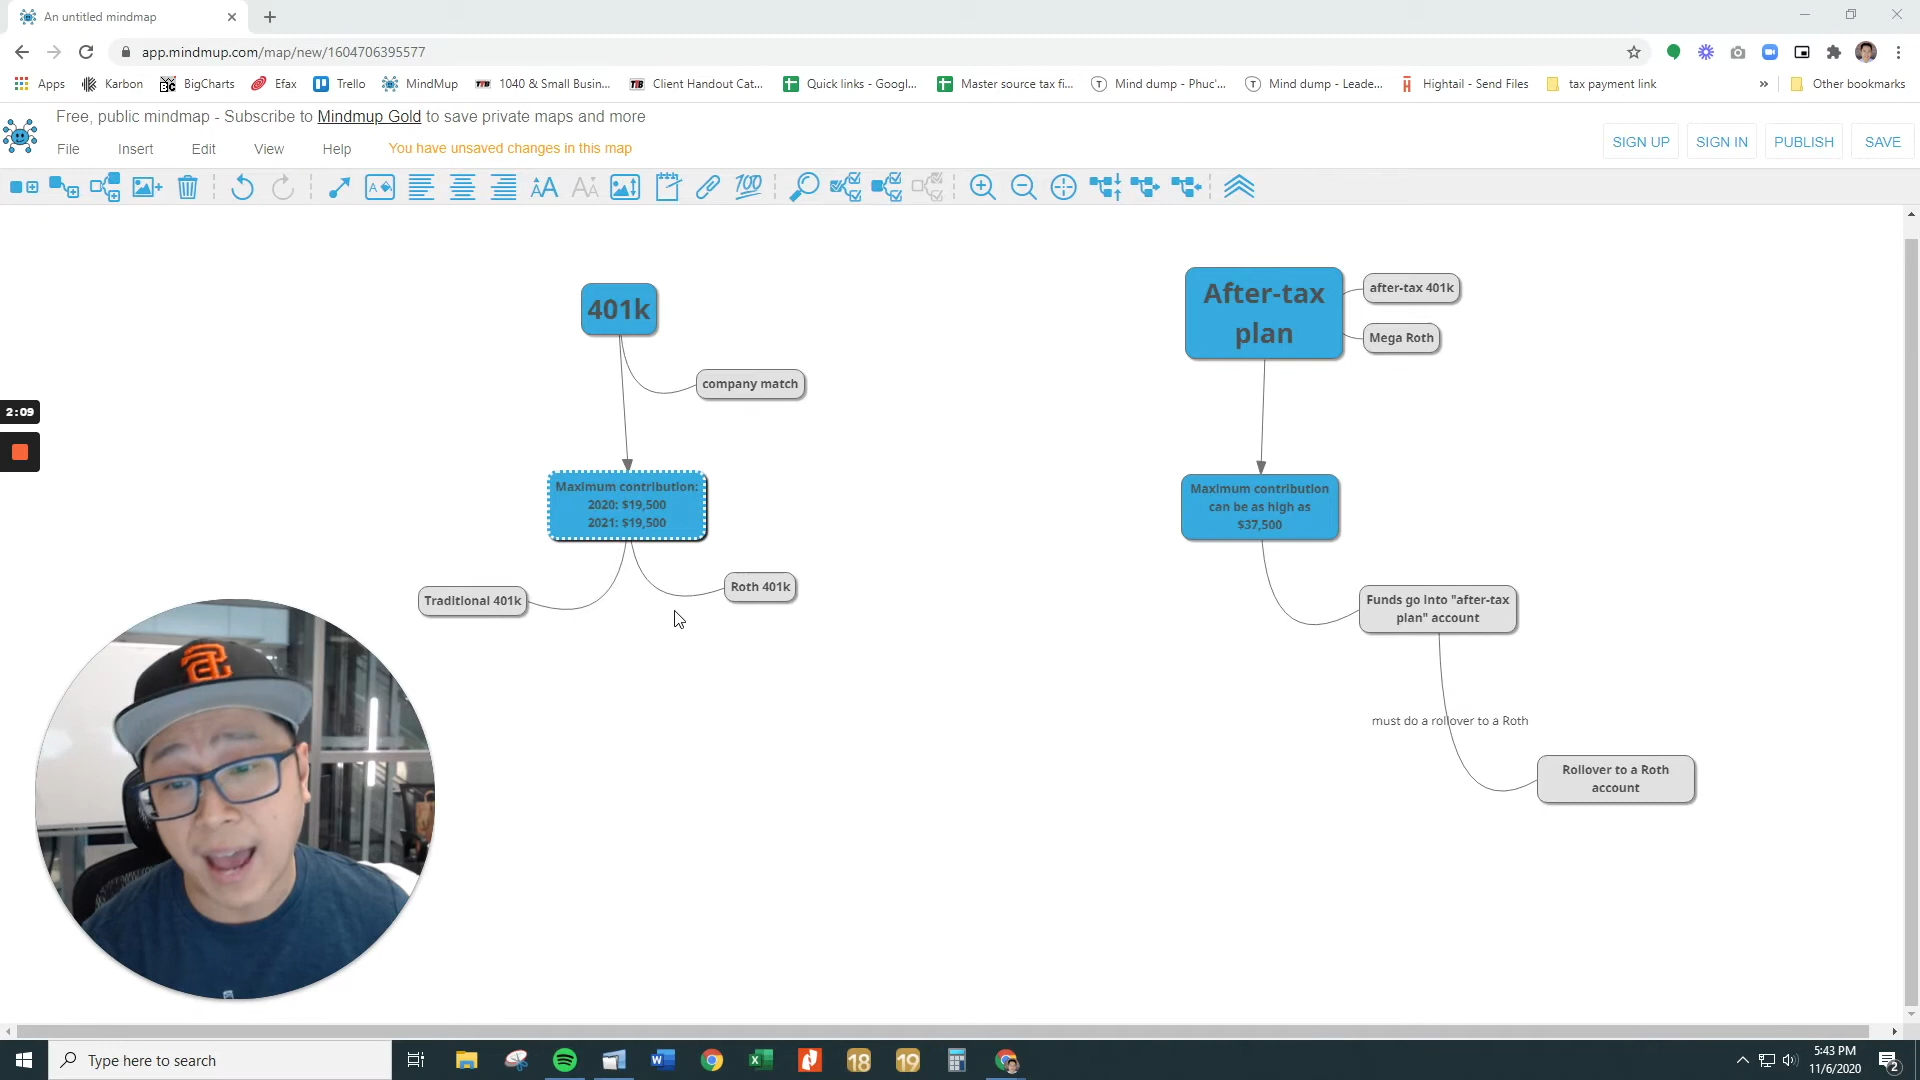 An untitled mindmap
app.mindmup.com/map/new/1604706395577
Apps
Karbon
BigCharts
Efax
Trello
MindMup
1040 & Small Busin...
Client Handout Cat...
Quick links - Googl...
Master source tax fi...
Mind dump - Phuc'...
Mind dump - Leade...
Hightail - Send Files
tax payment link
»
Other bookmarks
Free, public mindmap - Subscribe to Mindmup Gold to save private maps and more
File
Insert
Edit
View
Help
You have unsaved changes in this map
SIGN UP
SIGN IN
PUBLISH
SAVE
100
401k
company match
Maximum contribution:
2020: $19,500
2021: $19,500
Traditional 401k
Roth 401k
After-tax
plan
after-tax 401k
Mega Roth
Maximum contribution
can be as high as
$37,500
Funds go into "after-tax
plan" account
must do a rollover to a Roth
Rollover to a Roth
account
2:09
Type here to search
18
19
5:43 PM
11/6/2020
2